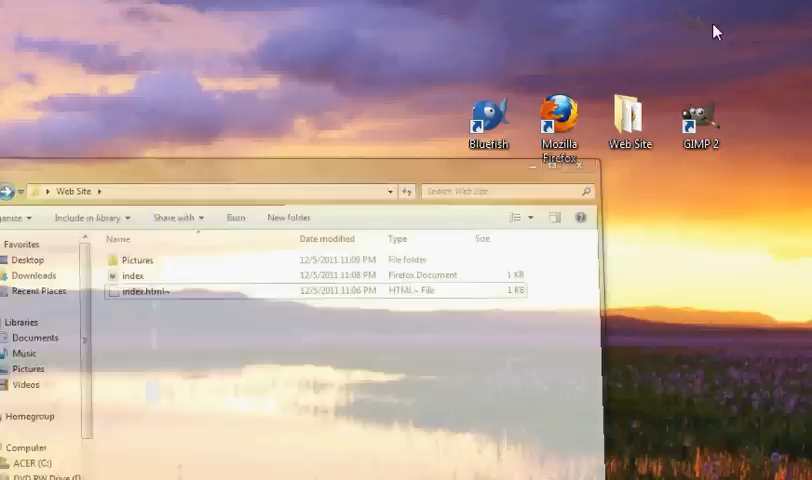 Bluefish
Mozilla
Firefox
Web Site
GIMP 2
Web Site
Search Web Site
Include in library
Share with
Burn
New folder
Name
Date modified
Type
Size
Favorites
Desktop
Downloads
Recent Places
Libraries
Documents
Music
Pictures
Videos
Homegroup
Computer
ACER (C:)
Pictures 12/5/2011 11:09 PM File folder
index 12/5/2011 11:08 PM Firefox Document 1 KB
index.html~ 12/5/2011 11:06 PM HTML~ File 1 KB